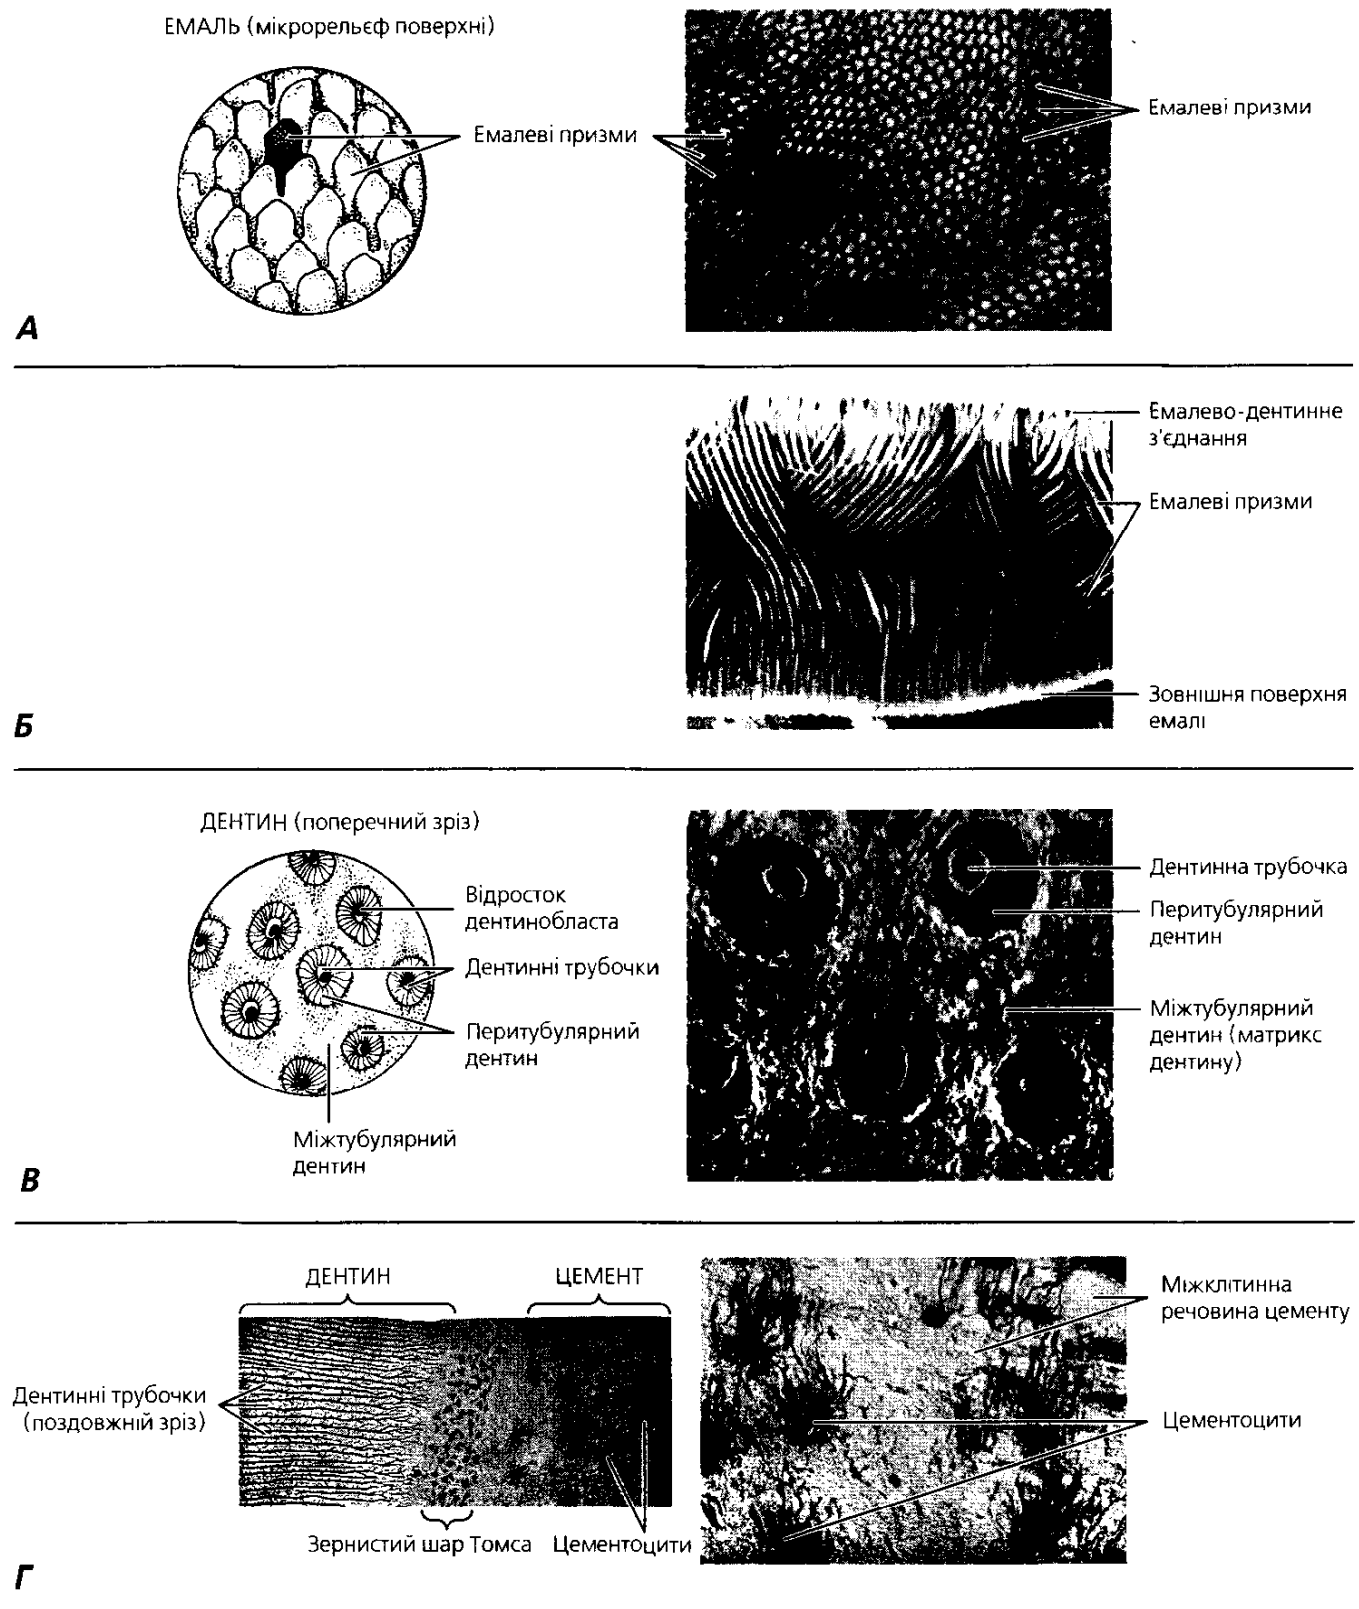 ЕМАЛЬ (мікрорельєф поверхні)
Емалеві призми
Емалеві призми
А
Емалево-дентинне
з'єднання
Емалеві призми
Зовнішня поверхня
емалі
Б
ДЕНТИН (поперечний зріз)
Відросток
дентинобласта
Дентинні трубочки
Перитубулярний
дентин
Міжтубулярний
дентин
Дентинна трубочка
Перитубулярний
дентин
Міжтубулярний
дентин (матрикс
дентину)
В
ДЕНТИН
ЦЕМЕНТ
Дентинні трубочки
(поздовжній зріз)
Зернистий шар Томса
Цементоцити
Міжклітинна
речовина цементу
Цементоцити
Г